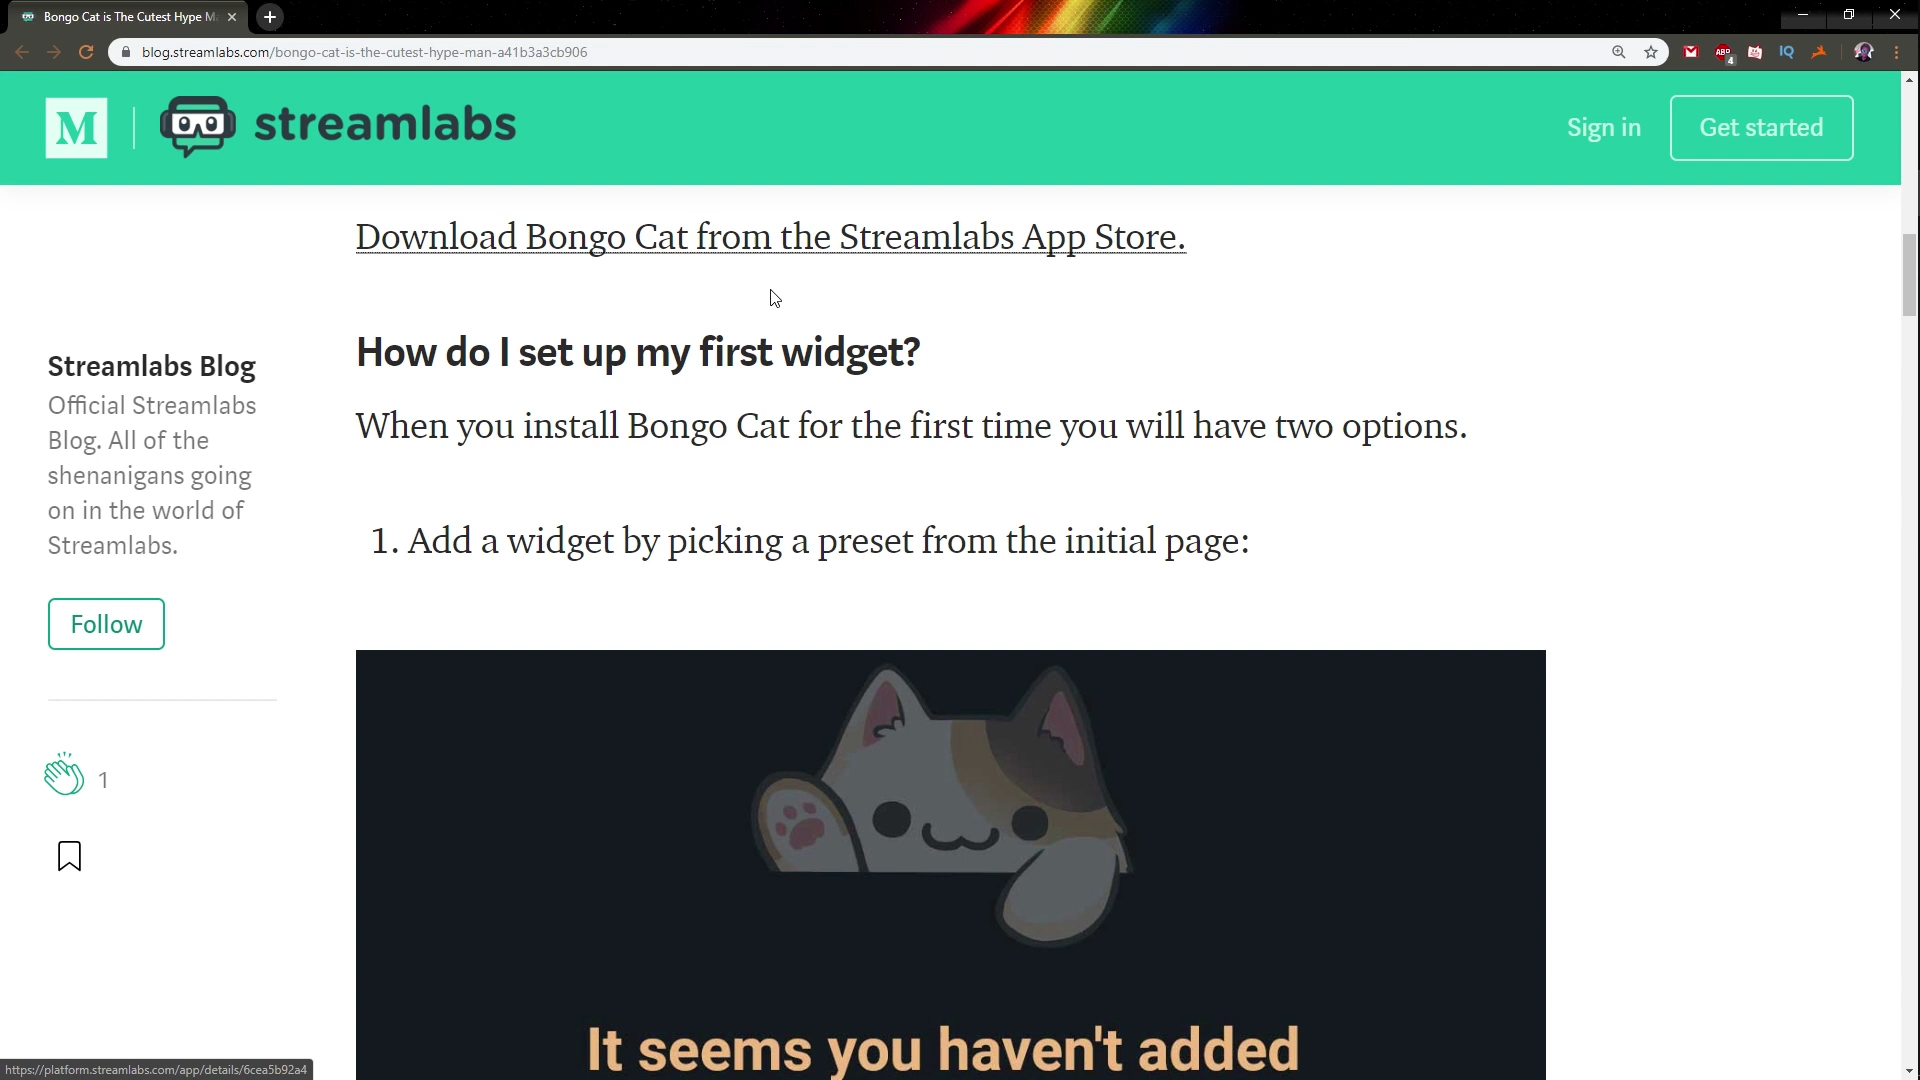 Bongo Cat is The Cutest Hype M
blog.streamlabs.com/bongo-cat-is-the-cutest-hype-man-a41b3a3cb906
ABP
4
IQ
M
streamlabs
Sign in
Get started
Download Bongo Cat from the Streamlabs App Store.
How do I set up my first widget?
When you install Bongo Cat for the first time you will have two options.
1. Add a widget by picking a preset from the initial page:
Streamlabs Blog
Official Streamlabs
Blog. All of the
shenanigans going
on in the world of
Streamlabs.
Follow
1
It seems you haven't added
https://platform.streamlabs.com/app/details/6cea5b92a4